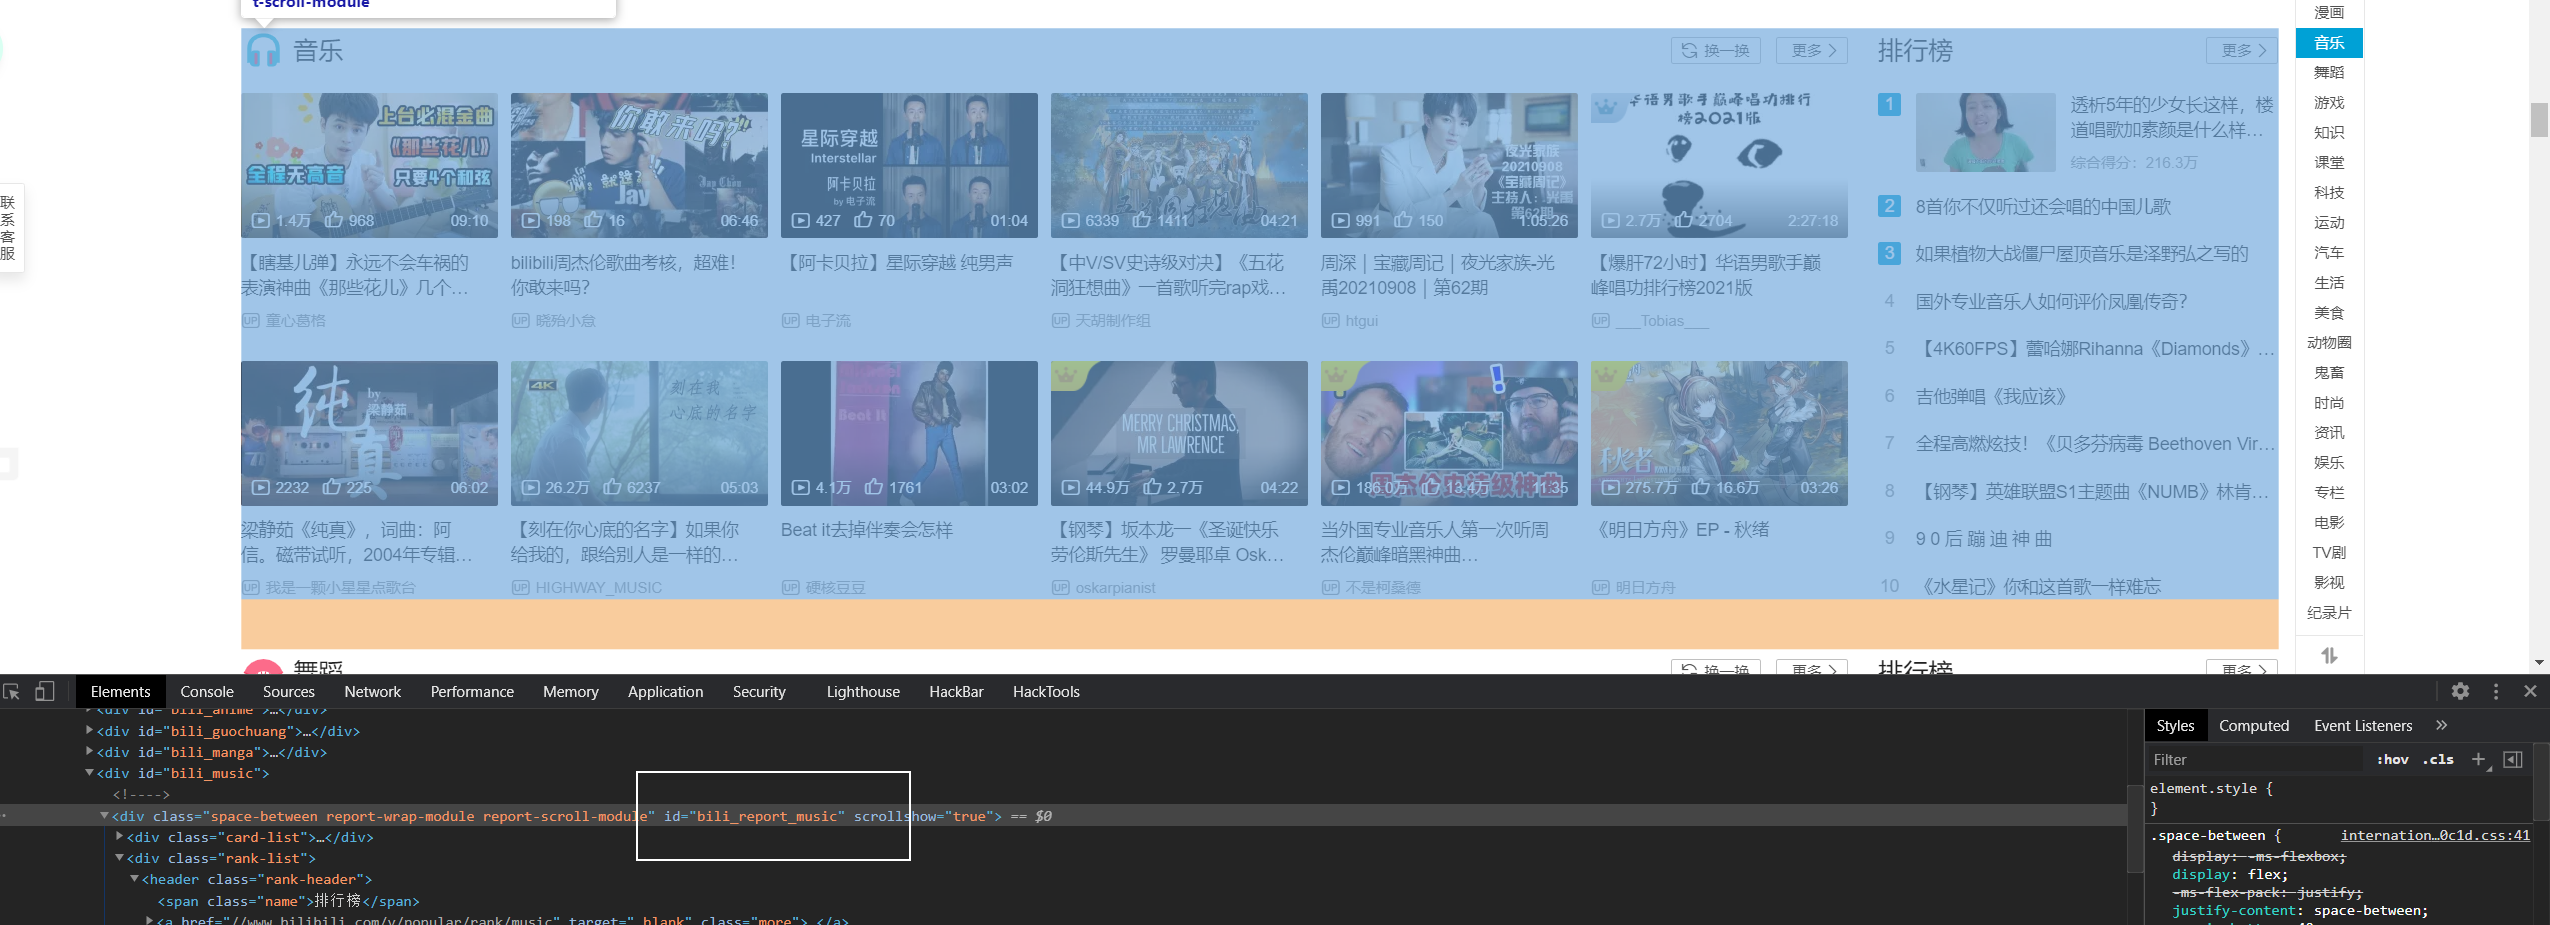 t-scroll-module
音乐
换一换
更多
排行榜
更多
上台必混金曲
《那些花儿》
全程无高音
只要4个和弦
1.4万 968 09:10
【瞎基儿弹】永远不会车祸的
表演神曲《那些花儿》几个…
童心葛格
你敢来吗?
Jay
198 16 06:46
bilibili周杰伦歌曲考核，超难！
你敢来吗?
晓殆小怠
星际穿越
Interstellar
阿卡贝拉
by 电子流
427 70 01:04
【阿卡贝拉】星际穿越 纯男声
电子流
6339 1411 04:21
【中V/SV史诗级对决】《五花
洞狂想曲》一首歌听完rap戏…
天胡制作组
夜光家族
20210908
《宝藏周记》
主持人：光禹
第62期
991 150 1:05:26
周深｜宝藏周记｜夜光家族-光
禹20210908｜第62期
htgui
华语男歌手巅峰唱功排行
榜2021版
2.7万 2704 2:27:18
【爆肝72小时】华语男歌手巅
峰唱功排行榜2021版
___Tobias___
1
透析5年的少女长这样，楼
道唱歌加素颜是什么样…
综合得分：216.3万
2 8首你不仅听过还会唱的中国儿歌
3 如果植物大战僵尸屋顶音乐是泽野弘之写的
4 国外专业音乐人如何评价凤凰传奇?
5 【4K60FPS】蕾哈娜Rihanna《Diamonds》…
6 吉他弹唱《我应该》
7 全程高燃炫技！《贝多芬病毒 Beethoven Vir…
8 【钢琴】英雄联盟S1主题曲《NUMB》林肯…
9 9 0 后 蹦 迪 神 曲
10 《水星记》你和这首歌一样难忘
纯真
by
梁静茹
2232 225 06:02
梁静茹《纯真》，词曲：阿
信。磁带试听，2004年专辑…
我是一颗小星星点歌台
4K
刻在我
心底的名字
26.2万 6237 05:03
【刻在你心底的名字】如果你
给我的，跟给别人是一样的…
HIGHWAY_MUSIC
Beat It
4.1万 1761 03:02
Beat it去掉伴奏会怎样
硬核豆豆
MERRY CHRISTMAS,
MR LAWRENCE
44.9万 2.7万 04:22
【钢琴】坂本龙一《圣诞快乐
劳伦斯先生》 罗曼耶卓 Osk…
oskarpianist
周杰伦史诗级神曲
186.0万 13.4万 11:35
当外国专业音乐人第一次听周
杰伦巅峰暗黑神曲…
不是柯桑德
秋者
275.7万 16.6万 03:26
《明日方舟》EP - 秋绪
明日方舟
舞蹈
换一换
更多
排行榜
更多
联
系
客
服
漫画
音乐
舞蹈
游戏
知识
课堂
科技
运动
汽车
生活
美食
动物圈
鬼畜
时尚
资讯
娱乐
专栏
电影
TV剧
影视
纪录片
Elements Console Sources Network Performance Memory Application Security Lighthouse HackBar HackTools
<div id="bili_anime">…</div>
<div id="bili_guochuang">…</div>
<div id="bili_manga">…</div>
<div id="bili_music">
<!---->
<div class="space-between report-wrap-module report-scroll-module" id="bili_report_music" scrollshow="true"> == $0
<div class="card-list">…</div>
<div class="rank-list">
<header class="rank-header">
<span class="name">排行榜</span>
<a href="//www.bilibili.com/v/popular/rank/music" target="_blank" class="more">…</a>
Styles Computed Event Listeners »
Filter :hov .cls
element.style {
}
.space-between { internation…0c1d.css:41
display: -ms-flexbox;
display: flex;
-ms-flex-pack: justify;
justify-content: space-between;